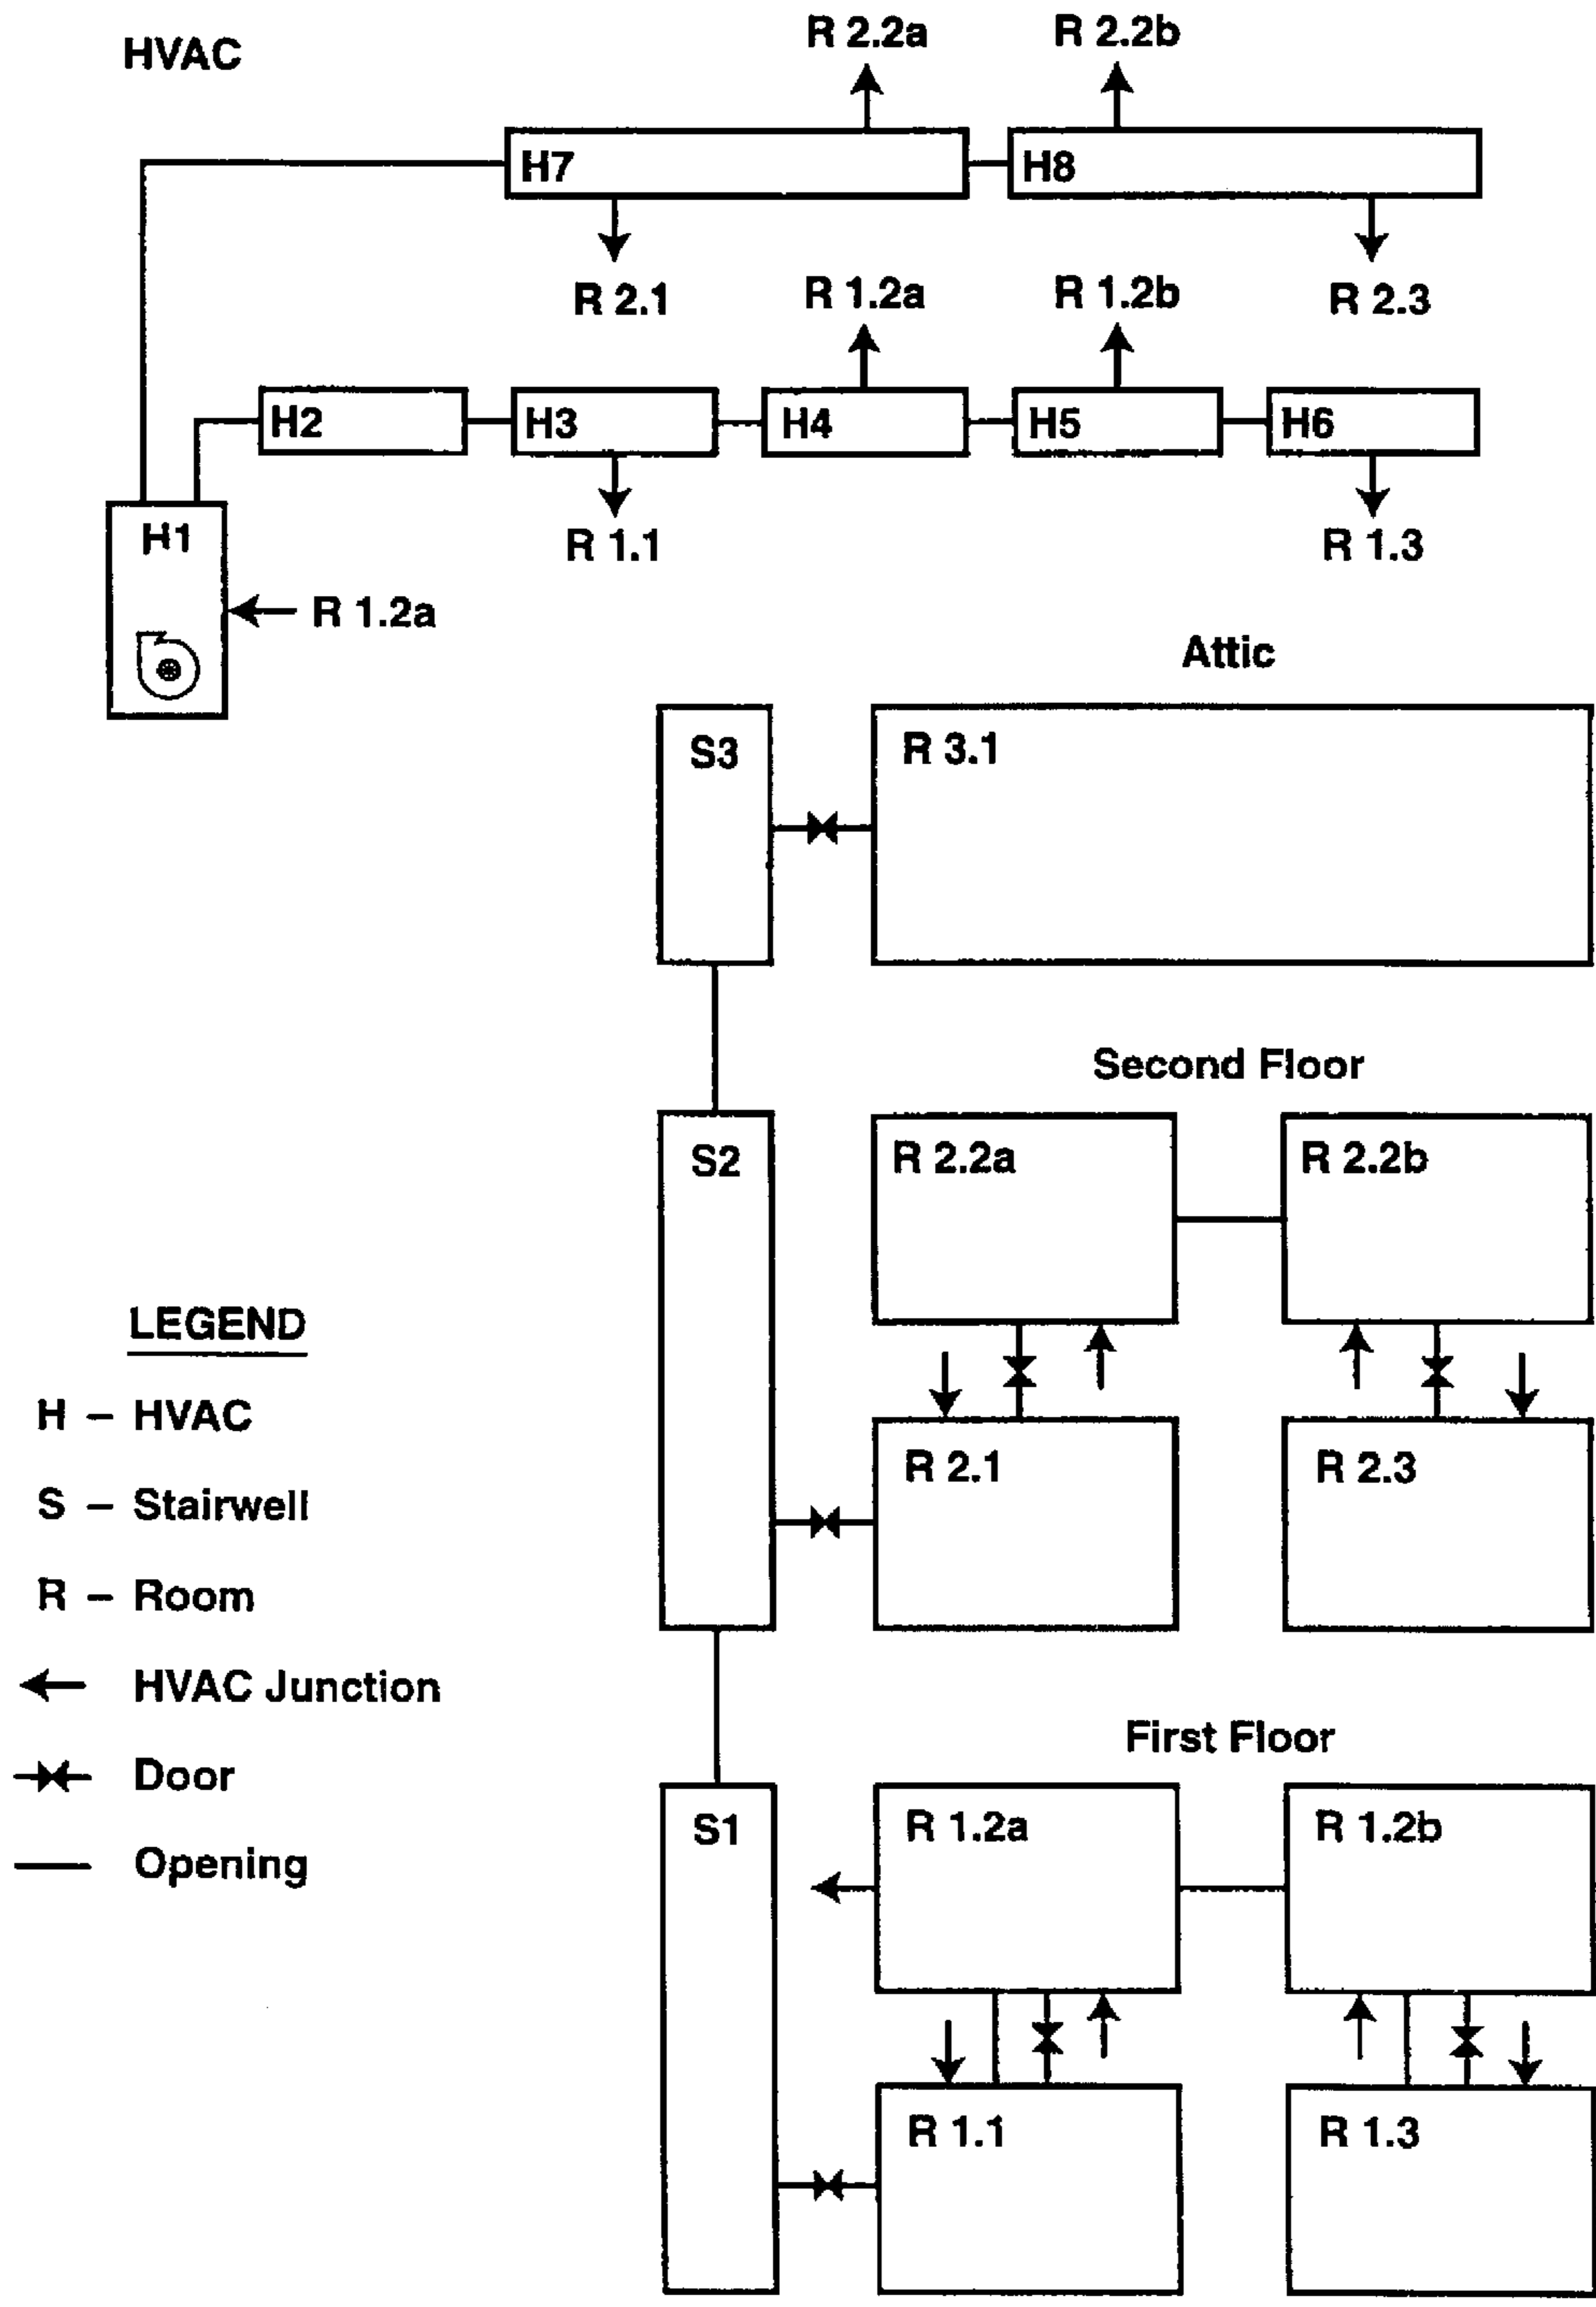 HVAC
R 2.2a
R 2.2b
H7
H8
R 2.1
R 2.3
R 1.2a
R 1.2b
H2
H3
H4
H5
H6
R 1.1
R 1.3
H1
R 1.2a
Attic
S3
R 3.1
Second Floor
S2
R 2.2a
R 2.2b
R 2.1
R 2.3
LEGEND
H – HVAC
S – Stairwell
R – Room
HVAC Junction
Door
Opening
First Floor
S1
R 1.2a
R 1.2b
R 1.1
R 1.3